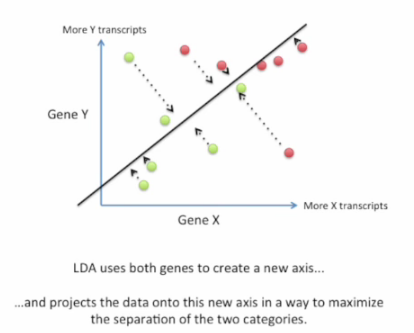 More Y transcripts
Gene Y
More X transcripts
Gene X
LDA uses both genes to create a new axis...
...and projects the data onto this new axis in a way to maximize
the separation of the two categories.